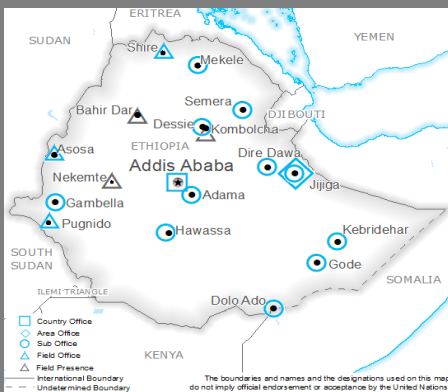 ERITREA
SUDAN
YEMEN
Shire
Mekele
Semera
Bahir Dar
DJIBOUTI
Dessie
Kombolcha
ETHIOPIA
Asosa
Dire Dawa
Addis Ababa
Nekemte
Jijiga
Adama
Gambella
Pugnido
Hawassa
Kebridehar
SOUTH
SUDAN
Gode
SOMALIA
ILEMI TRIANGLE
Dolo Ado
Country Office
Area Office
Sub Office
Field Office
KENYA
Field Presence
International Boundary
Undetermined Boundary
The boundaries and names and the designations used on this map
do not imply official endorsement or acceptance by the United Nations